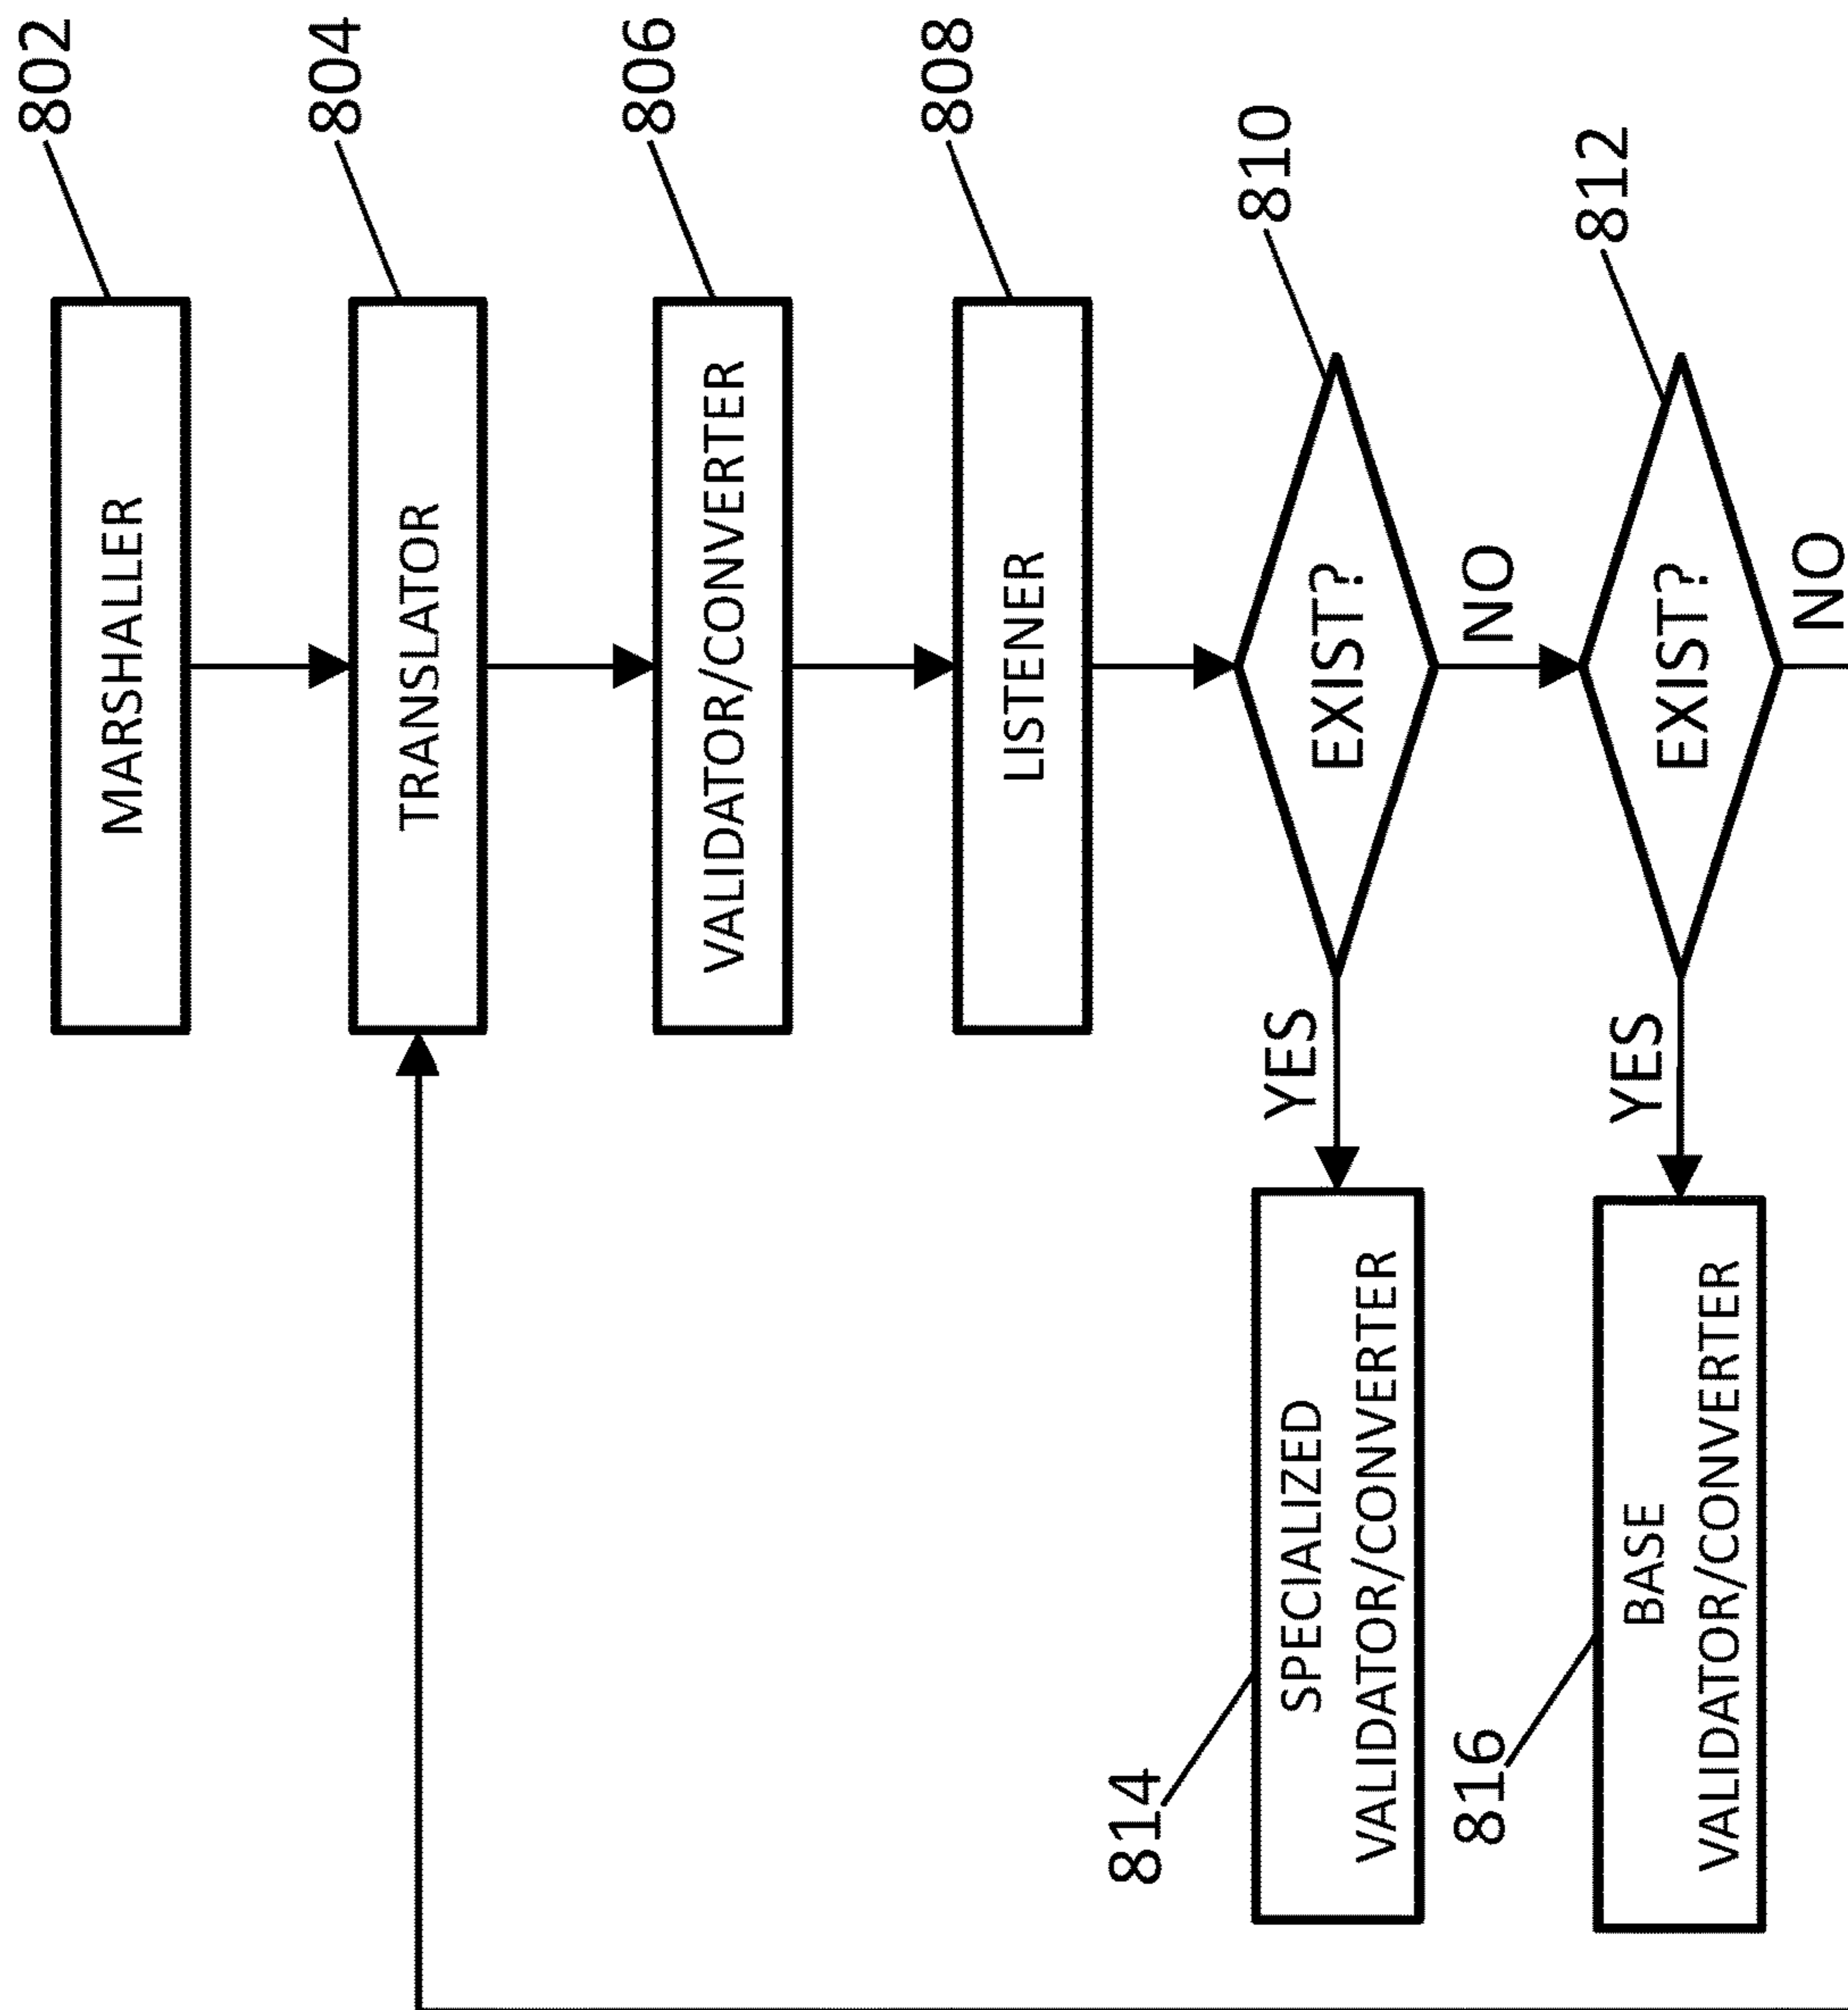 802
MARSHALLER
804
TRANSLATOR
806
VALIDATOR/CONVERTER
808
LISTENER
810
EXIST?
YES
NO
814
SPECIALIZED
VALIDATOR/CONVERTER
812
EXIST?
YES
NO
816
BASE
VALIDATOR/CONVERTER